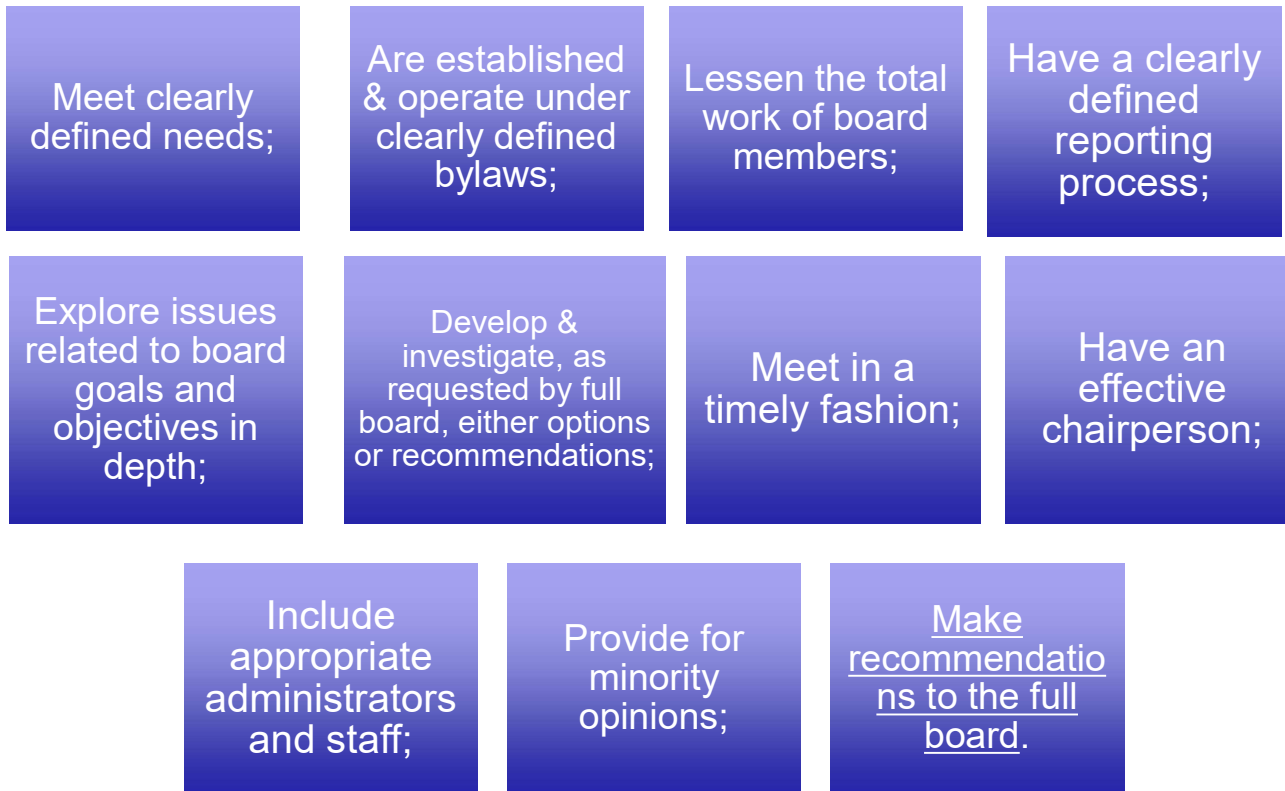 Meet clearly
defined needs;
Are established
& operate under
clearly defined
bylaws;
Lessen the total
work of board
members;
Have a clearly
defined
reporting
process;
Explore issues
related to board
goals and
objectives in
depth;
Develop &
investigate, as
requested by full
board, either options
or recommendations;
Meet in a
timely fashion;
Have an
effective
chairperson;
Include
appropriate
administrators
and staff;
Provide for
minority
opinions;
Make
recommendatio
ns to the full
board.